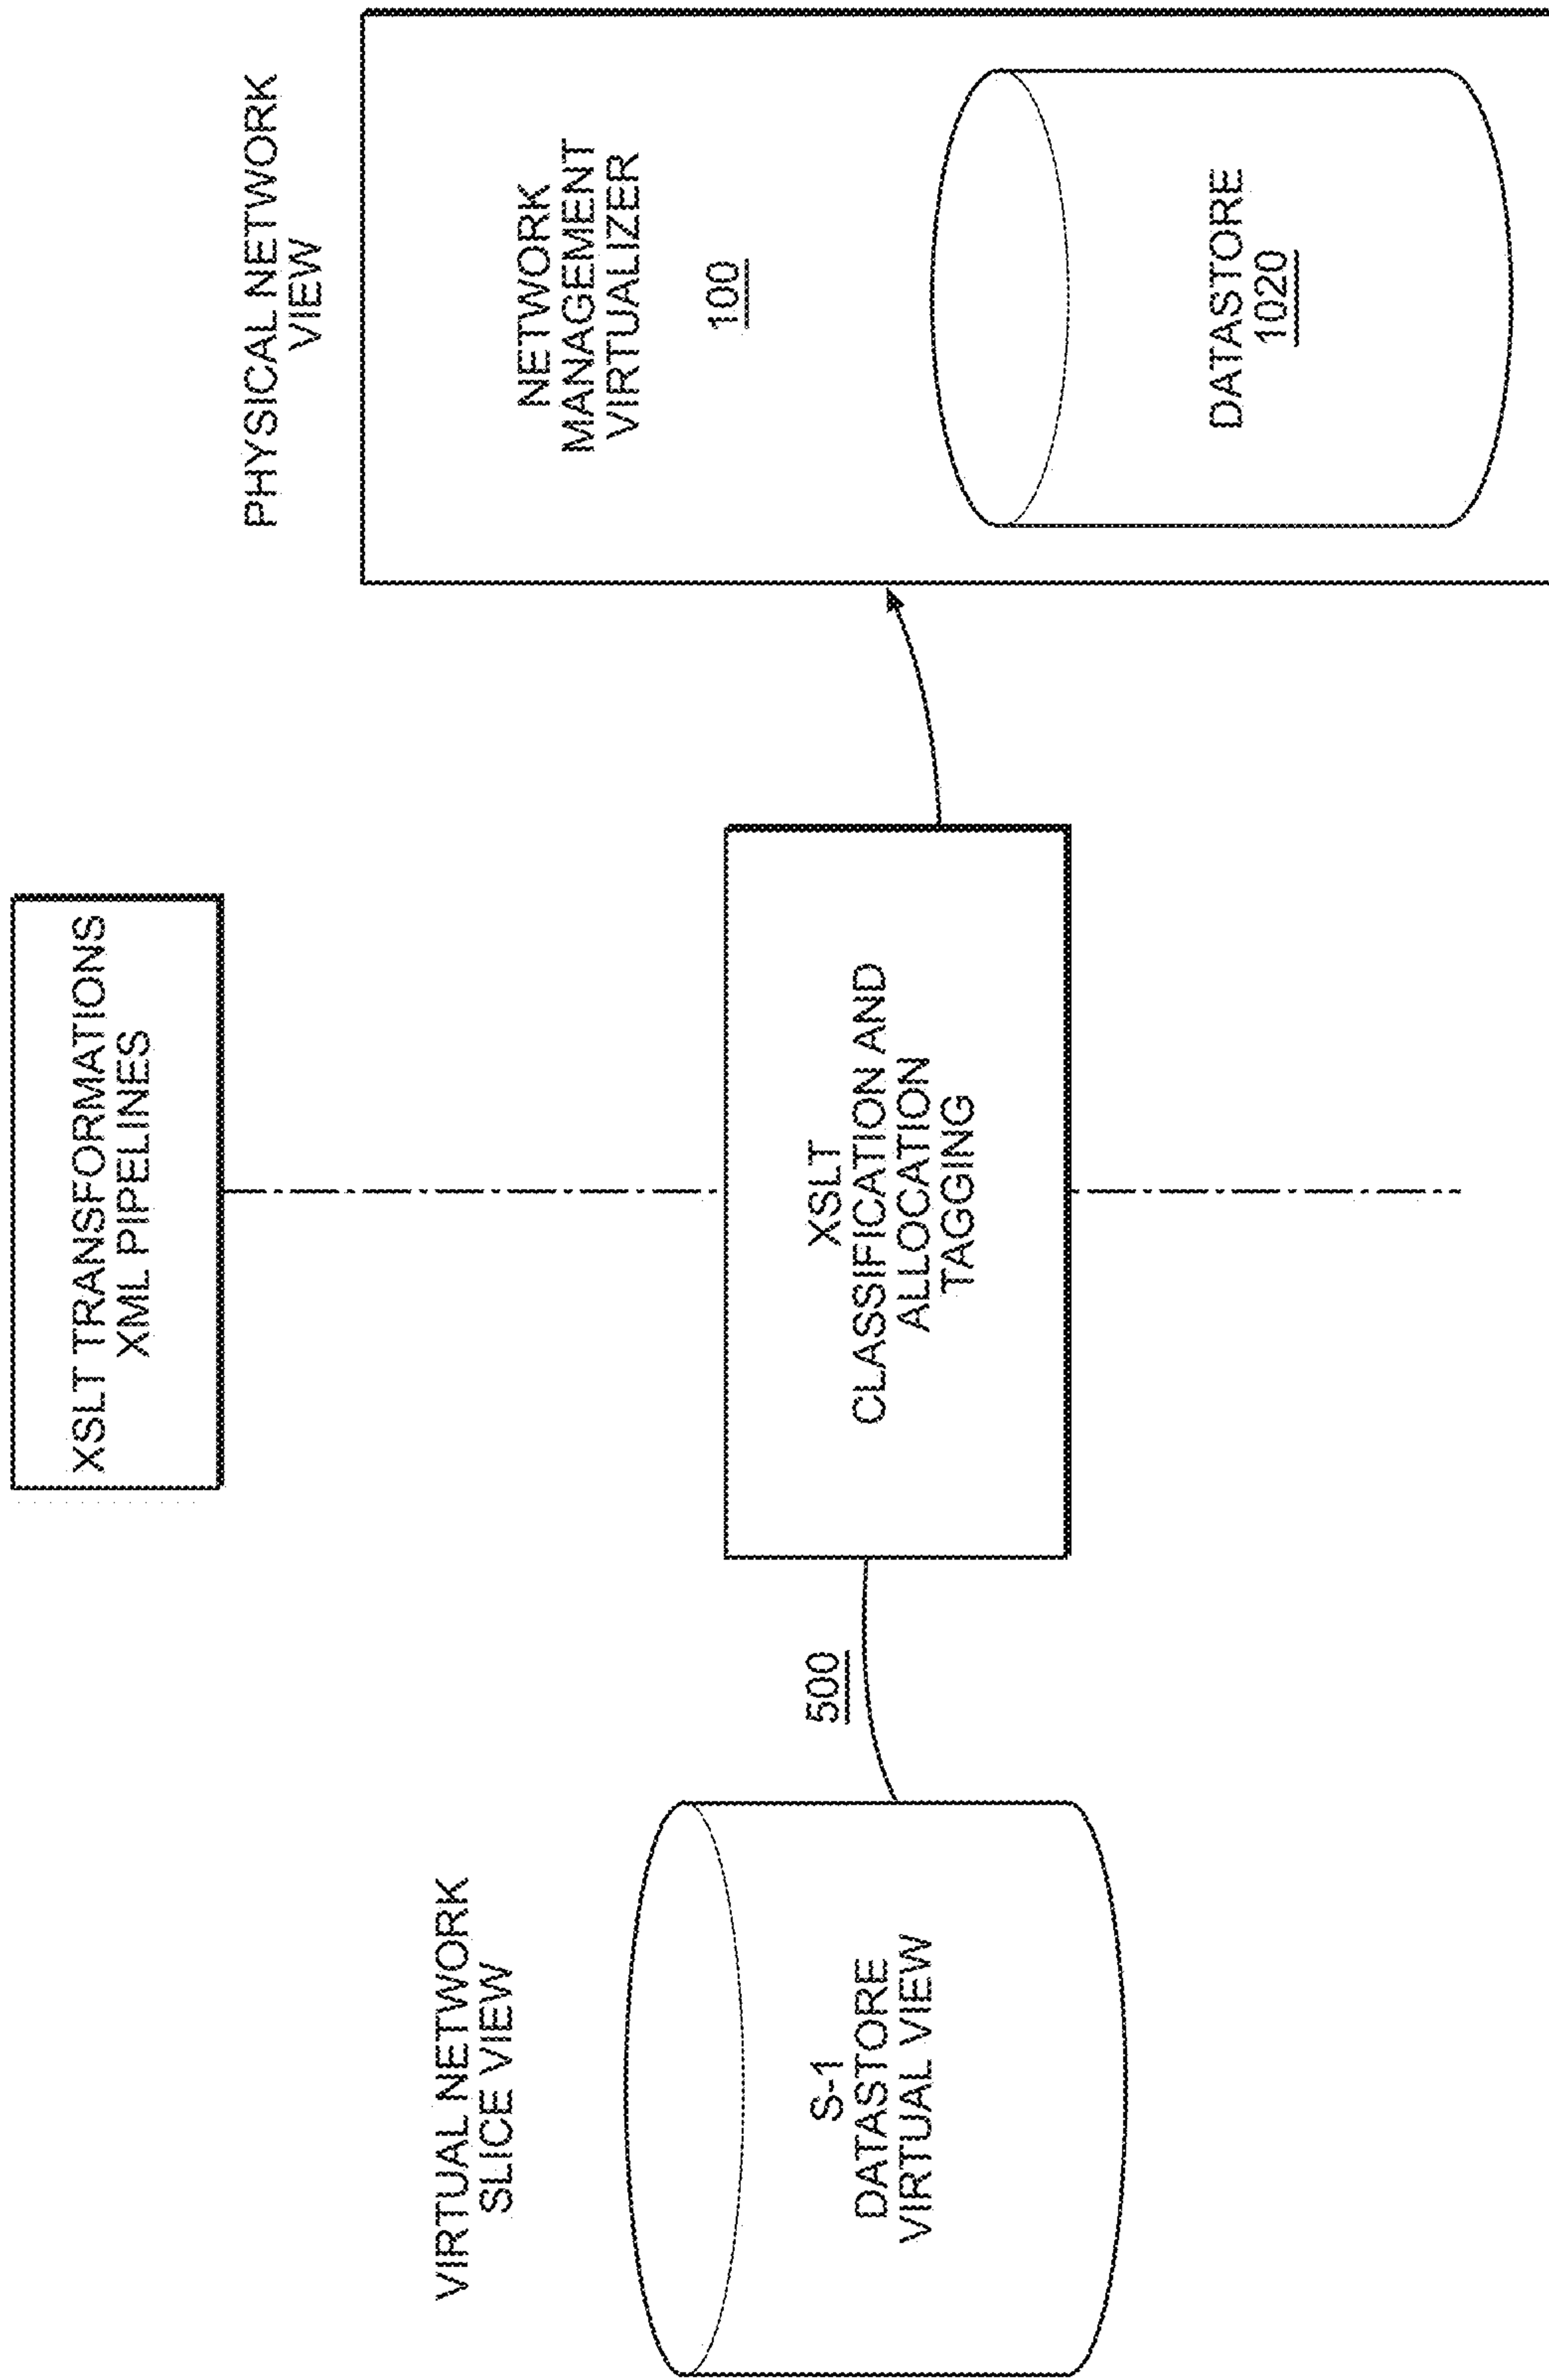 XSLT TRANSFORMATIONS
XML PIPELINES
VIRTUAL NETWORK
SLICE VIEW
S-1
DATASTORE
VIRTUAL VIEW
500
XSLT
CLASSIFICATION AND
ALLOCATION
TAGGING
PHYSICAL NETWORK
VIEW
NETWORK
MANAGEMENT
VIRTUALIZER
100
DATASTORE
1020